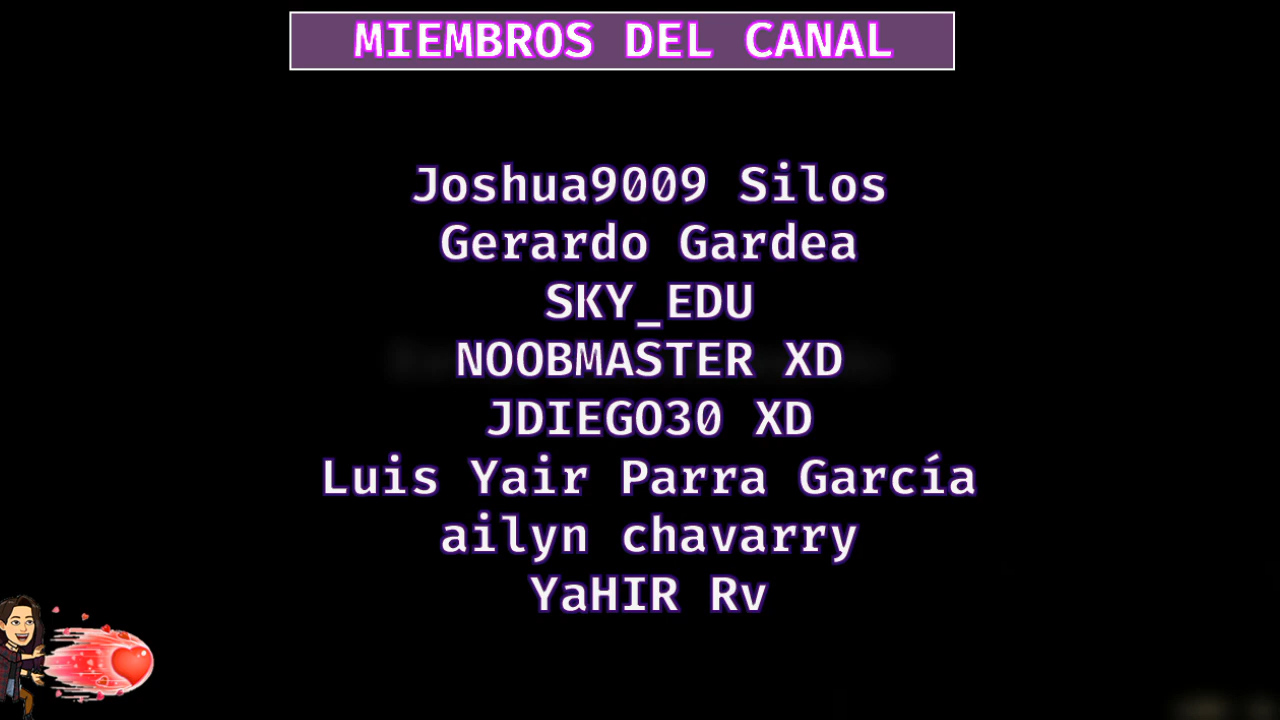 MIEMBROS DEL CANAL
Joshua9009 Silos
Gerardo Gardea
SKY_EDU
NOOBMASTER XD
JDIEGO30 XD
Luis Yair Parra García
ailyn chavarry
YaHIR Rv